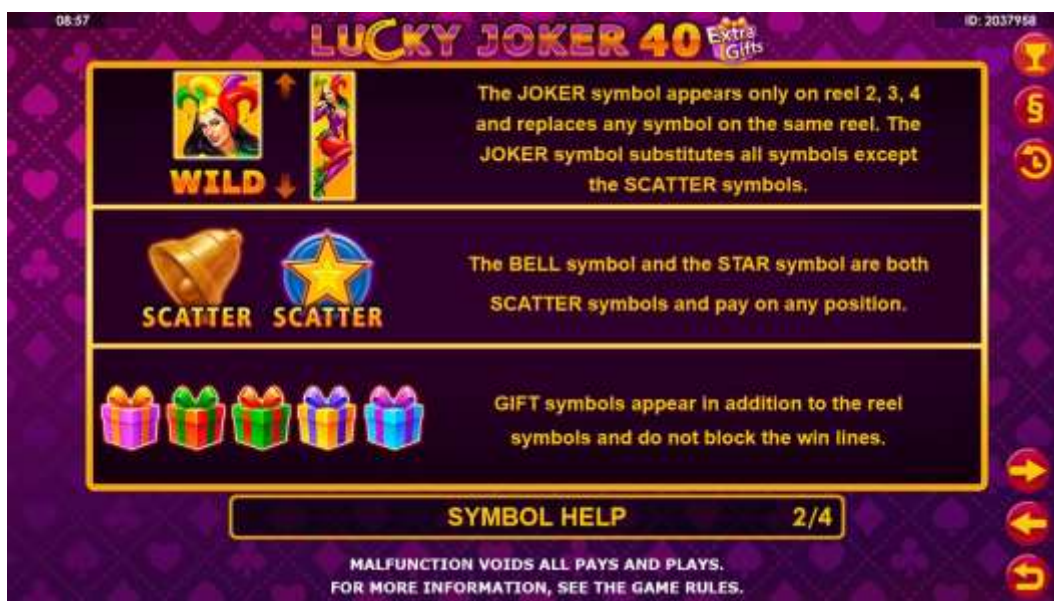 08:57
ID: 2037958
LUCKY JOKER 40 Extra Gifts
The JOKER symbol appears only on reel 2, 3, 4
and replaces any symbol on the same reel. The
JOKER symbol substitutes all symbols except
the SCATTER symbols.
WILD
The BELL symbol and the STAR symbol are both
SCATTER symbols and pay on any position.
SCATTER SCATTER
GIFT symbols appear in addition to the reel
symbols and do not block the win lines.
SYMBOL HELP 2/4
MALFUNCTION VOIDS ALL PAYS AND PLAYS.
FOR MORE INFORMATION, SEE THE GAME RULES.
§